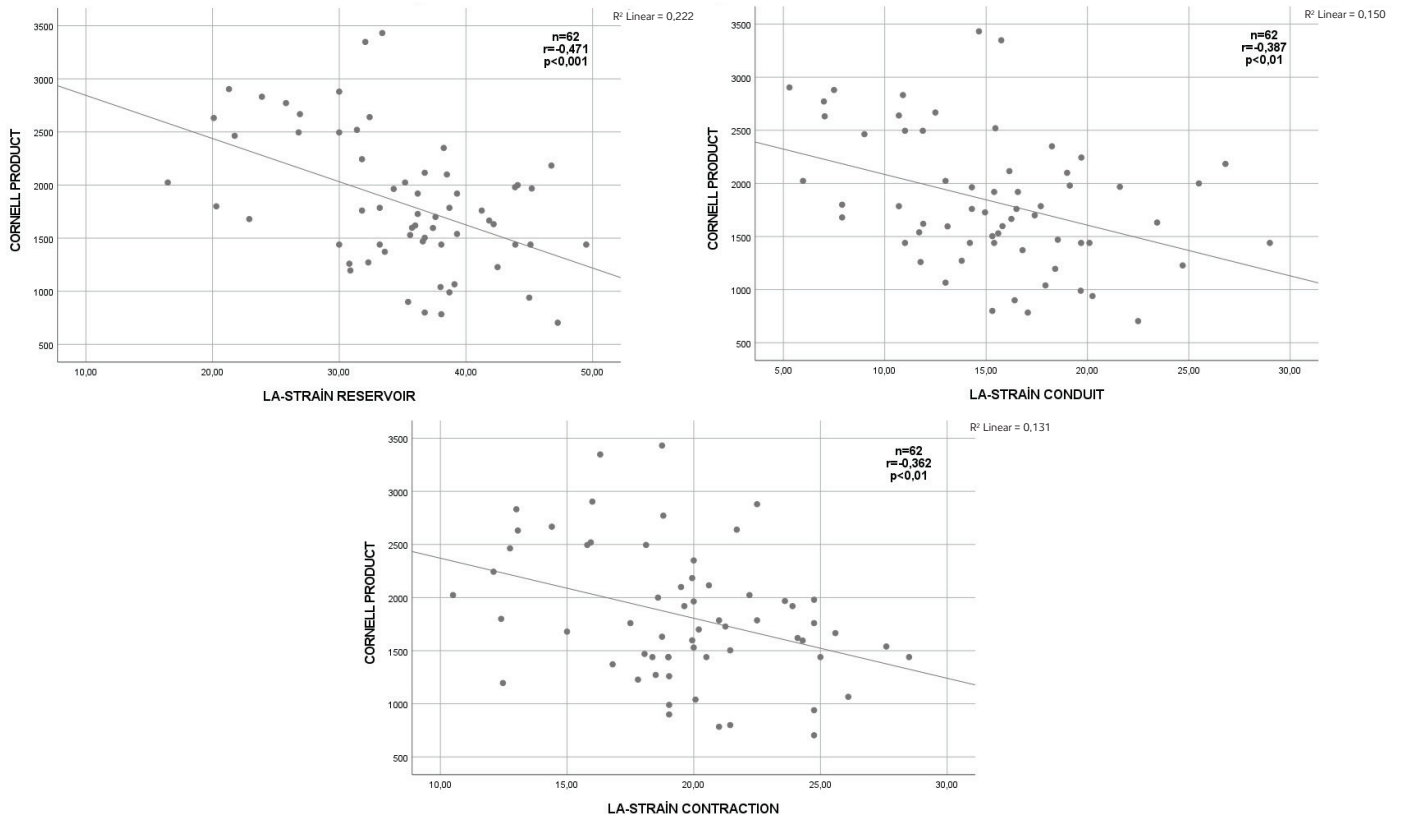 R² Linear = 0,222
n=62
r=-0,471
p<0,001
3500
3000
2500
2000
1500
1000
500
CORNELL PRODUCT
10,00 20,00 30,00 40,00 50,00
LA-STRAİN RESERVOIR
R² Linear = 0,150
n=62
r=-0,387
p<0,01
3500
3000
2500
2000
1500
1000
500
CORNELL PRODUCT
5,00 10,00 15,00 20,00 25,00 30,00
LA-STRAİN CONDUIT
R² Linear = 0,131
n=62
r=-0,362
p<0,01
3500
3000
2500
2000
1500
1000
500
CORNELL PRODUCT
10,00 15,00 20,00 25,00 30,00
LA-STRAİN CONTRACTION